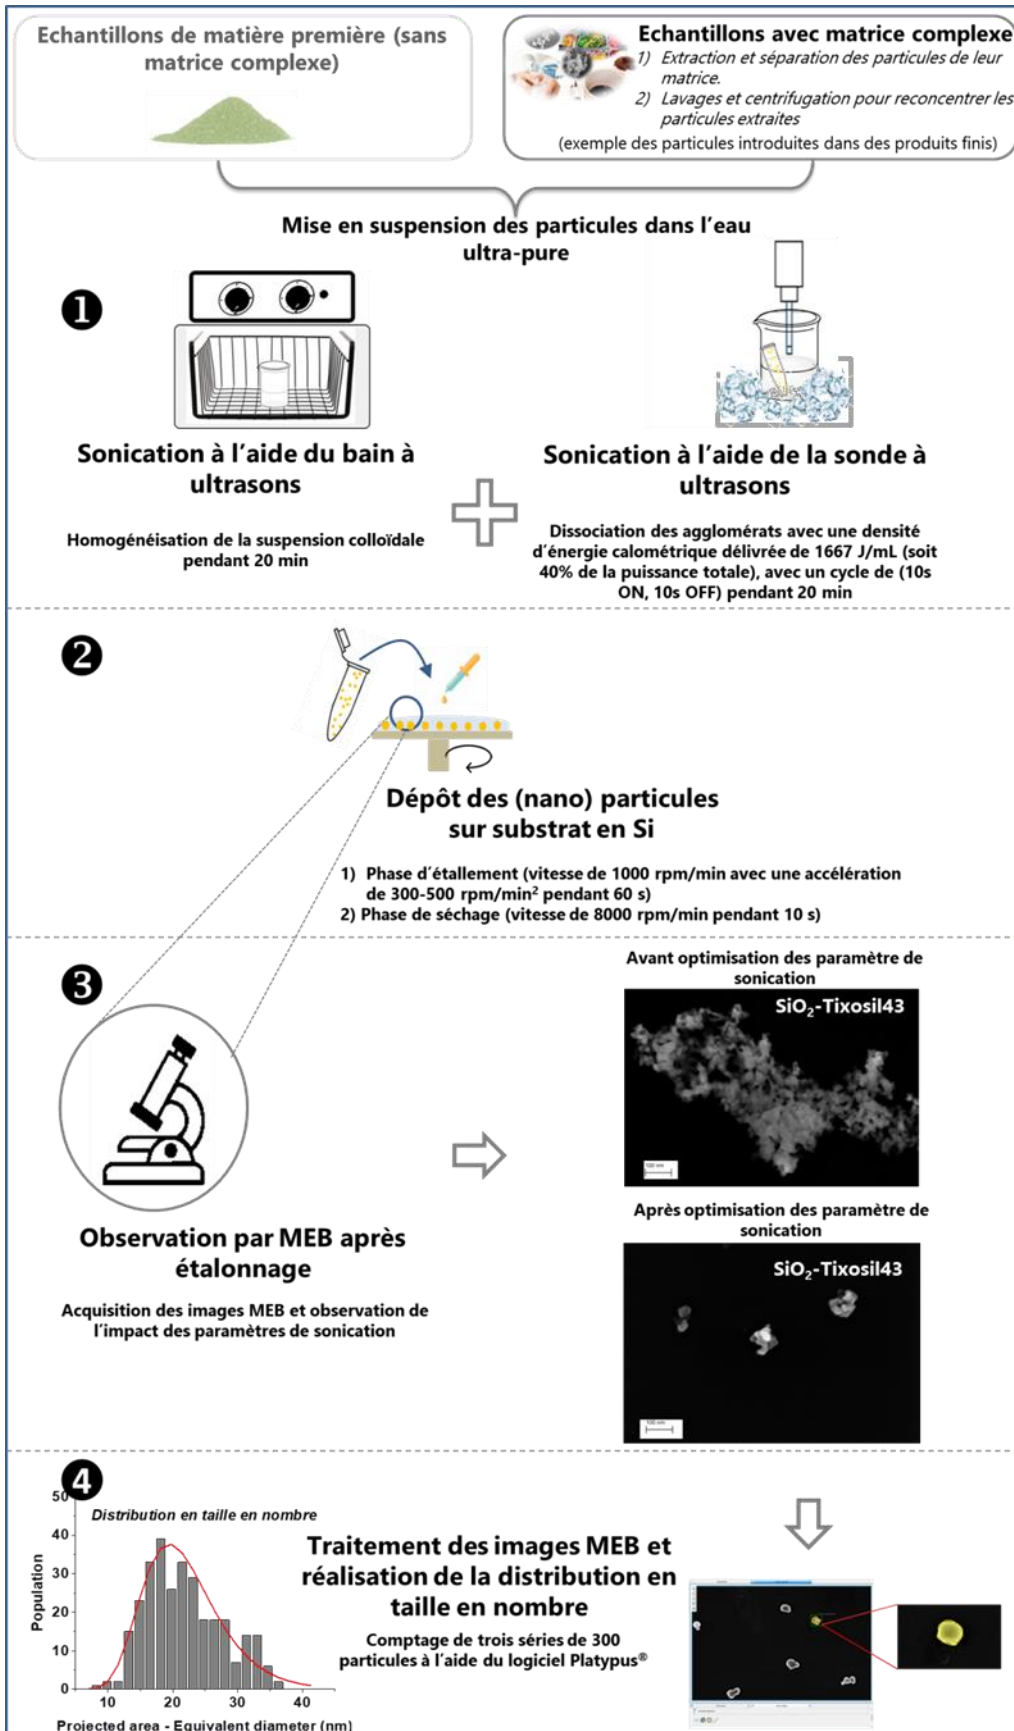 Echantillons de matière première (sans
matrice complexe)
Echantillons avec matrice complexe
1) Extraction et séparation des particules de leur
matrice.
2) Lavages et centrifugation pour reconcentrer les
particules extraites
(exemple des particules introduites dans des produits finis)
Mise en suspension des particules dans l'eau
ultra-pure
1
Sonication à l'aide du bain à
ultrasons
Homogénéisation de la suspension colloïdale
pendant 20 min
Sonication à l'aide de la sonde à
ultrasons
Dissociation des agglomérats avec une densité
d'énergie calométrique délivrée de 1667 J/mL (soit
40% de la puissance totale), avec un cycle de (10s
ON, 10s OFF) pendant 20 min
2
Dépôt des (nano) particules
sur substrat en Si
1) Phase d'étallement (vitesse de 1000 rpm/min avec une accélération
de 300-500 rpm/min² pendant 60 s)
2) Phase de séchage (vitesse de 8000 rpm/min pendant 10 s)
3
Observation par MEB après
étalonnage
Acquisition des images MEB et observation de
l'impact des paramètres de sonication
Avant optimisation des paramètre de
sonication
SiO₂-Tixosil43
100 nm
Après optimisation des paramètre de
sonication
SiO₂-Tixosil43
100 nm
4
Distribution en taille en nombre
Population
50
40
30
20
10
0
10 20 30 40
Projected area - Equivalent diameter (nm)
Traitement des images MEB et
réalisation de la distribution en
taille en nombre
Comptage de trois séries de 300
particules à l'aide du logiciel Platypus®